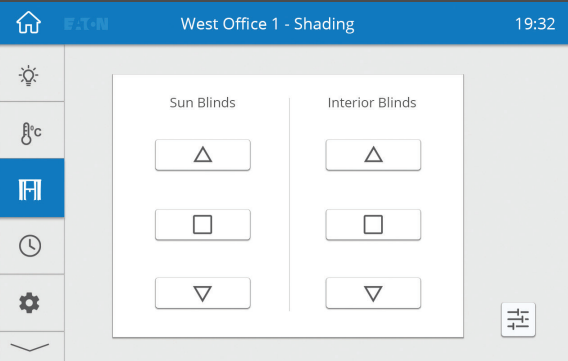 EATON
West Office 1 - Shading
19:32
°C
Sun Blinds
Interior Blinds